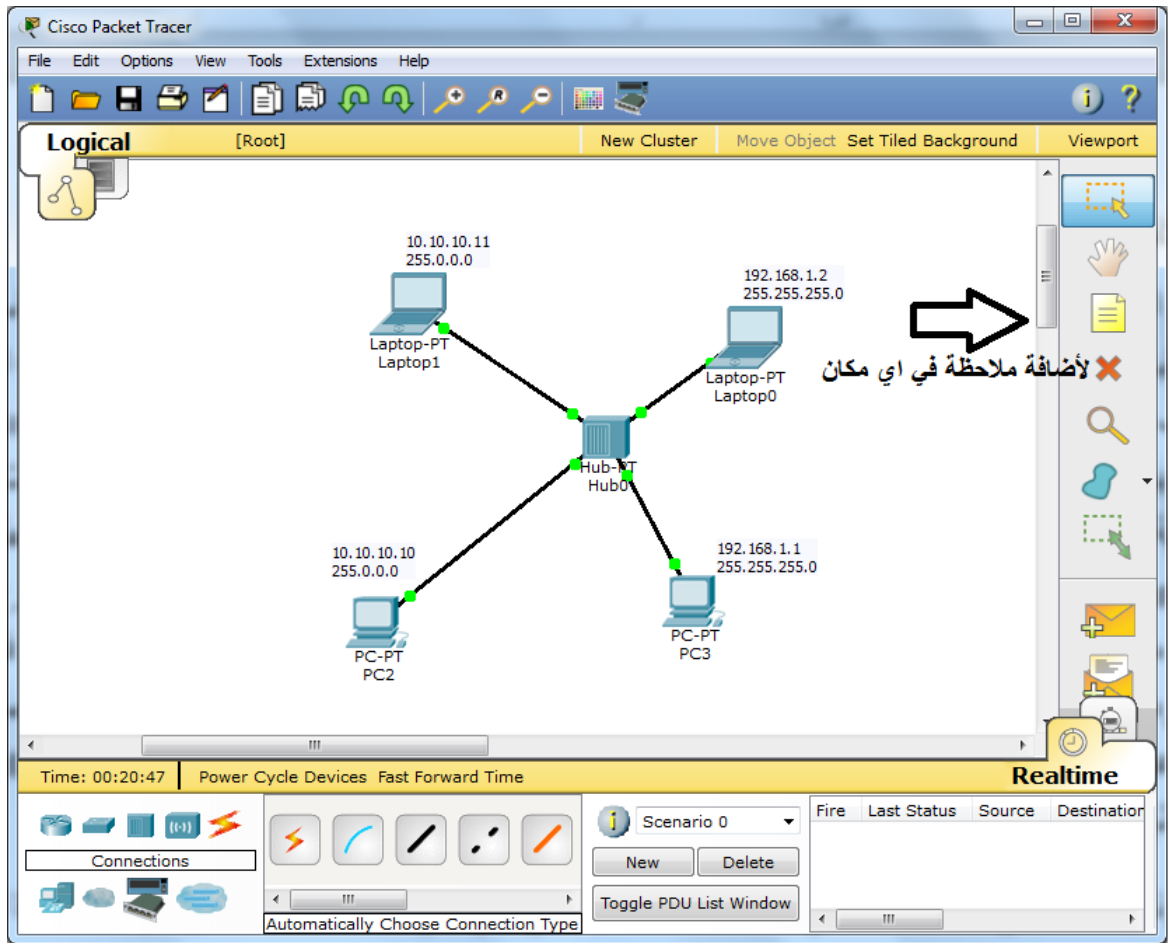 Cisco Packet Tracer
File Edit Options View Tools Extensions Help
Logical [Root] New Cluster Move Object Set Tiled Background Viewport
10.10.10.11
255.0.0.0
Laptop-PT
Laptop1
192.168.1.2
255.255.255.0
Laptop-PT
Laptop0
لأضافة ملاحظة في اي مكان
Hub-PT
Hub0
10.10.10.10
255.0.0.0
PC-PT
PC2
192.168.1.1
255.255.255.0
PC-PT
PC3
Time: 00:20:47 Power Cycle Devices Fast Forward Time Realtime
Connections
Automatically Choose Connection Type
Scenario 0
New Delete
Toggle PDU List Window
Fire Last Status Source Destination